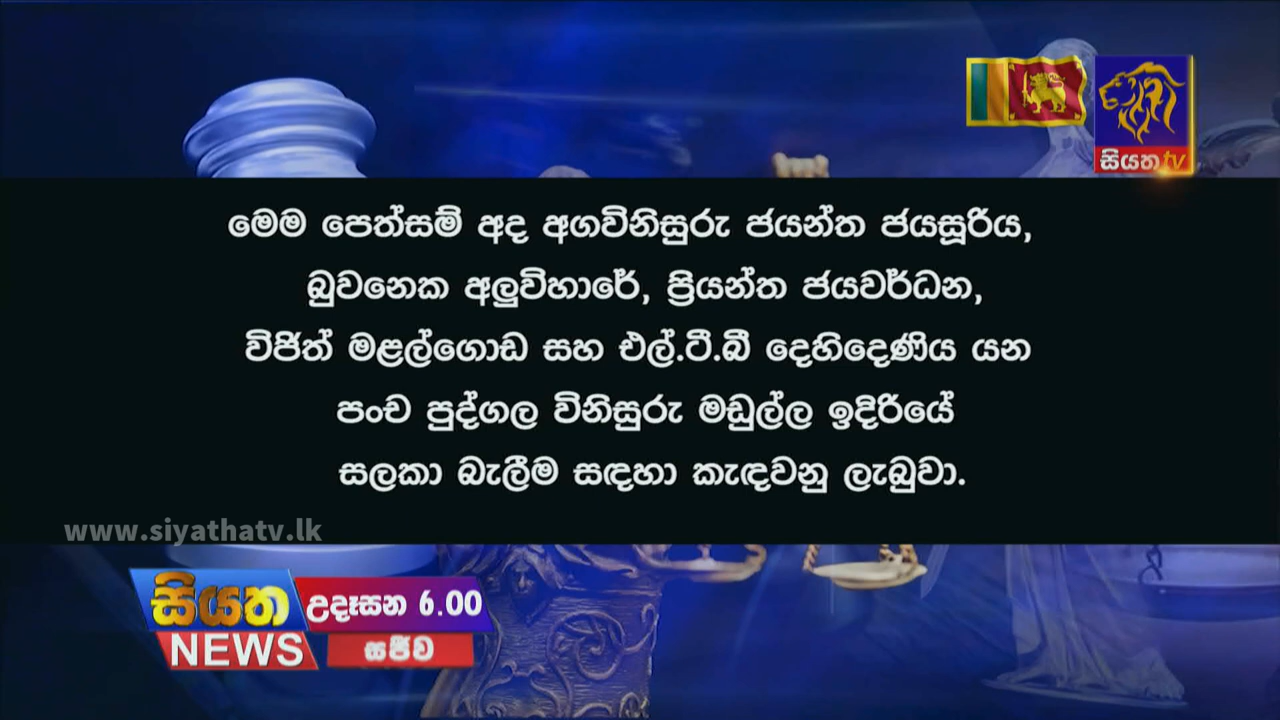 සියත tv
මෙම පෙත්සම් අද අගවිනිසුරු ජයන්ත ජයසූරිය,
බුවනෙක අලුවිහාරේ, ප්‍රියන්ත ජයවර්ධන,
විජිත් මළල්ගොඩ සහ එල්.ටී.බී දෙහිදෙණිය යන
පංච පුද්ගල විනිසුරු මඩුල්ල ඉදිරියේ
සලකා බැලීම සඳහා කැඳවනු ලැබුවා.
www.siyathatv.lk
සියත
NEWS
උදෑසන 6.00
සජීව